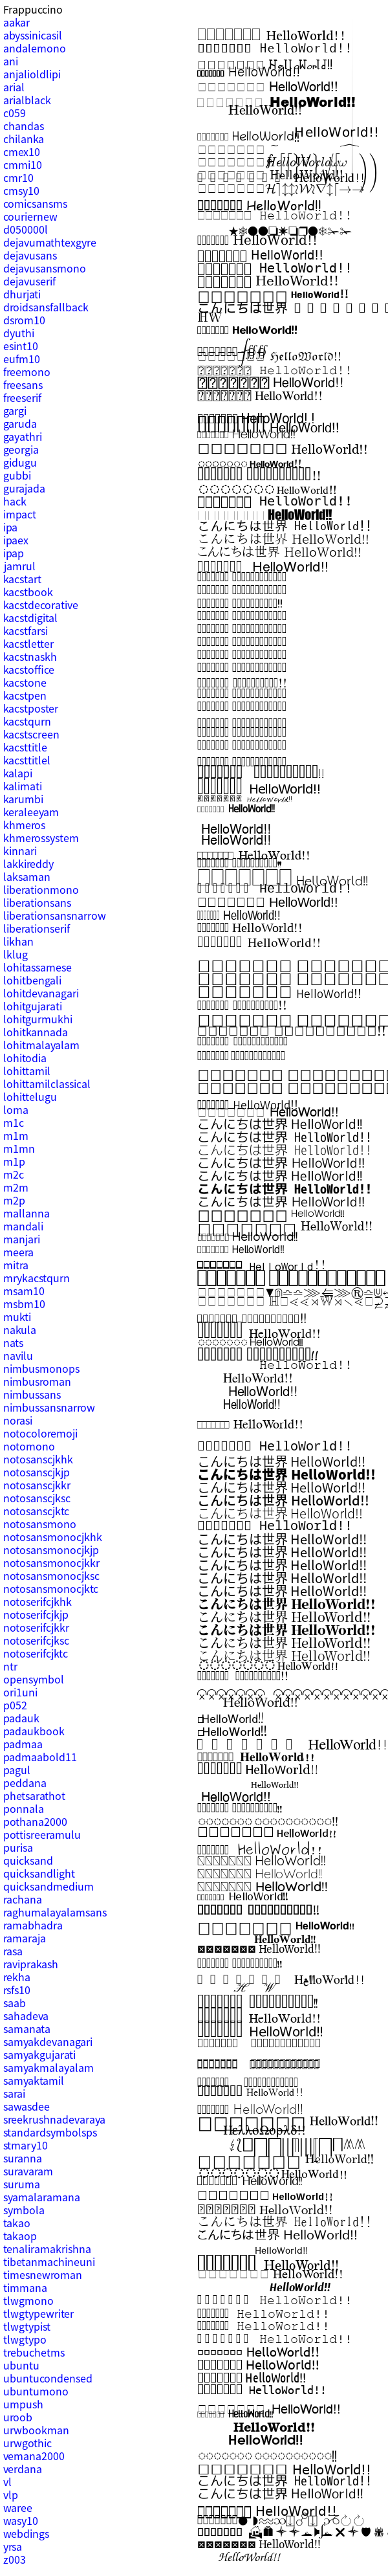 Frappuccino
aakar
abyssinicasil HelloWorld!!
andalemono HelloWorld!!
ani HelloWorld!!
anjalioldlipi HelloWorld!!
arial HelloWorld!!
arialblack HelloWorld!!
c059 HelloWorld!!
chandas
chilanka HelloWorld!!
cmex10
cmmi10
cmr10 HelloWorld!!
cmsy10
comicsansms HelloWorld!!
couriernew HelloWorld!!
d050000l
dejavumathtexgyre HelloWorld!!
dejavusans HelloWorld!!
dejavusansmono HelloWorld!!
dejavuserif HelloWorld!!
dhurjati HelloWorld!!
droidsansfallback こんにちは世界
dsrom10 HW
dyuthi HelloWorld!!
esint10
eufm10 HelloWorld!!
freemono HelloWorld!!
freesans HelloWorld!!
freeserif HelloWorld!!
gargi
garuda HelloWorld!!
gayathri HelloWorld!!
georgia HelloWorld!!
gidugu HelloWorld!!
gubbi !!
gurajada HelloWorld!!
hack HelloWorld!!
impact HelloWorld!!
ipa こんにちは世界 HelloWorld!!
ipaex こんにちは世界 HelloWorld!!
ipap こんにちは世界 HelloWorld!!
jamrul HelloWorld!!
kacstart
kacstbook
kacstdecorative !!
kacstdigital
kacstfarsi
kacstletter
kacstnaskh
kacstoffice
kacstone !!
kacstpen
kacstposter
kacstqurn
kacstscreen
kacsttitle
kacsttitlel
kalapi !!
kalimati HelloWorld!!
karumbi HelloWorld!!
keraleeyam HelloWorld!!
khmeros HelloWorld!!
khmerossystem HelloWorld!!
kinnari HelloWorld!!
lakkireddy
laksaman HelloWorld!!
liberationmono HelloWorld!!
liberationsans HelloWorld!!
liberationsansnarrow HelloWorld!!
liberationserif HelloWorld!!
likhan HelloWorld!!
lklug
lohitassamese
lohitbengali
lohitdevanagari HelloWorld!!
lohitgujarati !!
lohitgurmukhi
lohitkannada !!
lohitmalayalam
lohitodia
lohittamil
lohittamilclassical
lohittelugu HelloWorld!!
loma HelloWorld!!
m1c こんにちは世界 HelloWorld!!
m1m こんにちは世界 HelloWorld!!
m1mn こんにちは世界 HelloWorld!!
m1p こんにちは世界 HelloWorld!!
m2c こんにちは世界 HelloWorld!!
m2m こんにちは世界 HelloWorld!!
m2p こんにちは世界 HelloWorld!!
mallanna HelloWorld!!
mandali HelloWorld!!
manjari HelloWorld!!
meera HelloWorld!!
mitra HelloWorld!!
mrykacstqurn
msam10
msbm10
mukti !!
nakula HelloWorld!!
nats HelloWorld!!
navilu !!
nimbusmonops HelloWorld!!
nimbusroman HelloWorld!!
nimbussans HelloWorld!!
nimbussansnarrow HelloWorld!!
norasi HelloWorld!!
notocoloremoji
notomono HelloWorld!!
notosanscjkhk こんにちは世界 HelloWorld!!
notosanscjkjp こんにちは世界 HelloWorld!!
notosanscjkkr こんにちは世界 HelloWorld!!
notosanscjksc こんにちは世界 HelloWorld!!
notosanscjktc こんにちは世界 HelloWorld!!
notosansmono HelloWorld!!
notosansmonocjkhk こんにちは世界 HelloWorld!!
notosansmonocjkjp こんにちは世界 HelloWorld!!
notosansmonocjkkr こんにちは世界 HelloWorld!!
notosansmonocjksc こんにちは世界 HelloWorld!!
notosansmonocjktc こんにちは世界 HelloWorld!!
notoserifcjkhk こんにちは世界 HelloWorld!!
notoserifcjkjp こんにちは世界 HelloWorld!!
notoserifcjkkr こんにちは世界 HelloWorld!!
notoserifcjksc こんにちは世界 HelloWorld!!
notoserifcjktc こんにちは世界 HelloWorld!!
ntr HelloWorld!!
opensymbol !!
ori1uni
p052 HelloWorld!!
padauk HelloWorld!!
padaukbook HelloWorld!!
padmaa HelloWorld!!
padmaabold11 HelloWorld!!
pagul HelloWorld!!
peddana HelloWorld!!
phetsarathot HelloWorld!!
ponnala !!
pothana2000 !!
pottisreeramulu HelloWorld!!
purisa HelloWorld!!
quicksand HelloWorld!!
quicksandlight HelloWorld!!
quicksandmedium HelloWorld!!
rachana HelloWorld!!
raghumalayalamsans !!
ramabhadra HelloWorld!!
ramaraja HelloWorld!!
rasa HelloWorld!!
raviprakash !!
rekha HelloWorld!!
rsfs10 HW
saab !!
sahadeva HelloWorld!!
samanata HelloWorld!!
samyakdevanagari
samyakgujarati
samyakmalayalam
samyaktamil
sarai HelloWorld!!
sawasdee HelloWorld!!
sreekrushnadevaraya HelloWorld!!
standardsymbolsps
stmary10
suranna HelloWorld!!
suravaram HelloWorld!!
suruma HelloWorld!!
syamalaramana HelloWorld!!
symbola HelloWorld!!
takao こんにちは世界 HelloWorld!!
takaop こんにちは世界 HelloWorld!!
tenaliramakrishna HelloWorld!!
tibetanmachineuni HelloWorld!!
timesnewroman HelloWorld!!
timmana HelloWorld!!
tlwgmono HelloWorld!!
tlwgtypewriter HelloWorld!!
tlwgtypist HelloWorld!!
tlwgtypo HelloWorld!!
trebuchetms HelloWorld!!
ubuntu HelloWorld!!
ubuntucondensed HelloWorld!!
ubuntumono HelloWorld!!
umpush HelloWorld!!
uroob HelloWorld!!
urwbookman HelloWorld!!
urwgothic HelloWorld!!
vemana2000 !!
verdana HelloWorld!!
vl こんにちは世界 HelloWorld!!
vlp こんにちは世界 HelloWorld!!
waree HelloWorld!!
wasy10
webdings
yrsa HelloWorld!!
z003 HelloWorld!!